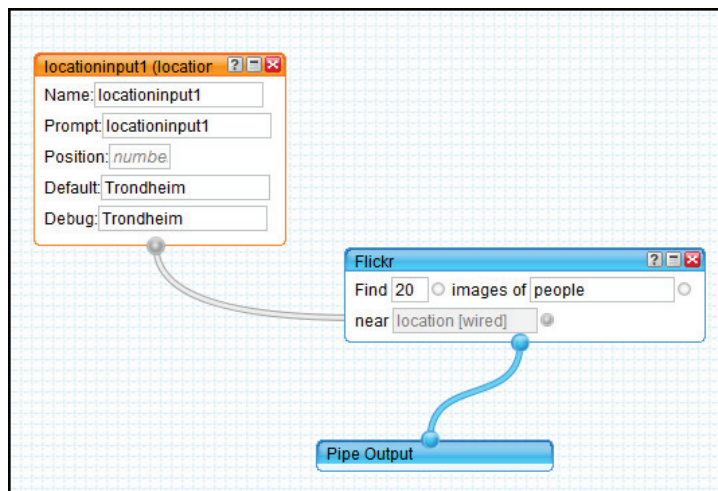 locationinput1 (location
Name: locationinput1
Prompt: locationinput1
Position: numbe
Default: Trondheim
Debug: Trondheim
Flickr
Find 20 images of people
near location [wired]
Pipe Output